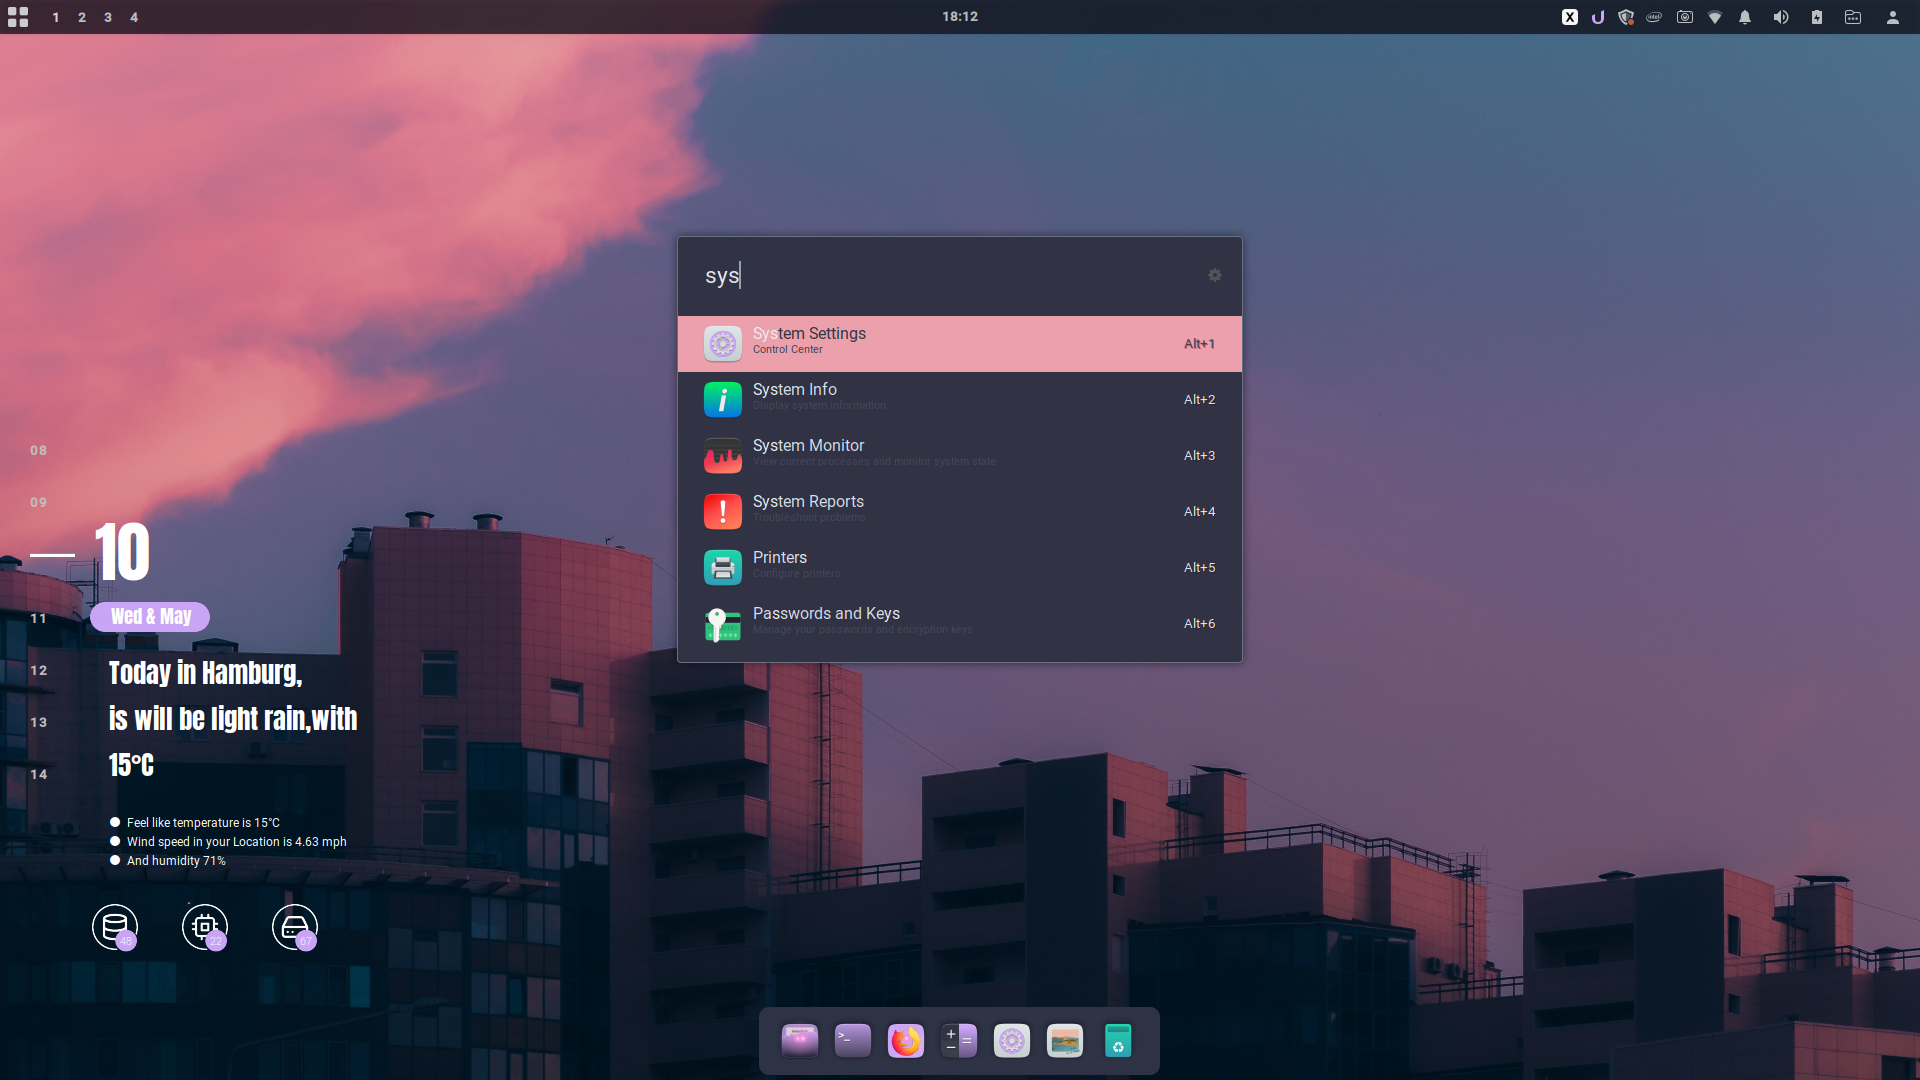 1 2 3 4
18:12
X
intel
sys
System Settings
Control Center
Alt+1
System Info
Display system information
Alt+2
System Monitor
View current processes and monitor system state
Alt+3
System Reports
Troubleshoot problems
Alt+4
Printers
Configure printers
Alt+5
Passwords and Keys
Manage your passwords and encryption keys
Alt+6
08
09
10
11
Wed & May
12
Today in Hamburg,
13
is will be light rain,with
14
15°C
Feel like temperature is 15°C
Wind speed in your Location is 4.63 mph
And humidity 71%
48
22
67
>_